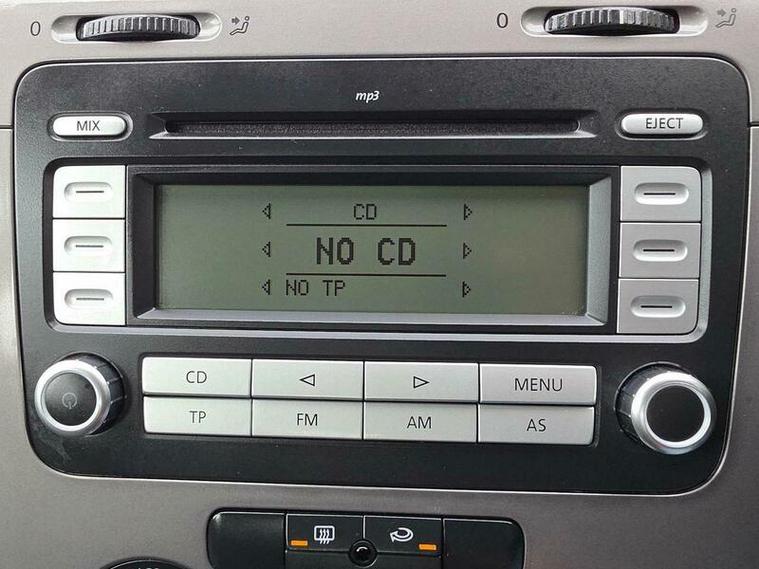 0
0
mp3
MIX
EJECT
CD
NO CD
NO TP
CD
MENU
TP
FM
AM
AS